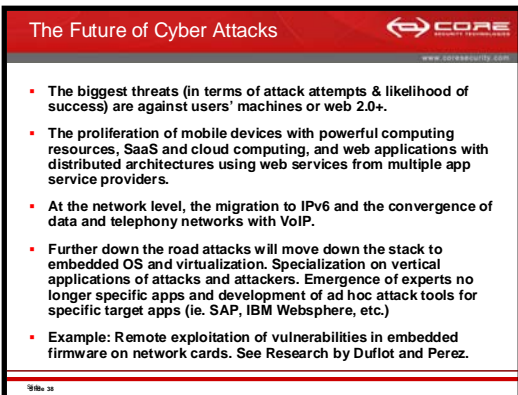 The Future of Cyber Attacks
CORE
SECURITY TECHNOLOGIES
www.coresecurity.com
▪ The biggest threats (in terms of attack attempts & likelihood of
success) are against users' machines or web 2.0+.
▪ The proliferation of mobile devices with powerful computing
resources, SaaS and cloud computing, and web applications with
distributed architectures using web services from multiple app
service providers.
▪ At the network level, the migration to IPv6 and the convergence of
data and telephony networks with VoIP.
▪ Further down the road attacks will move down the stack to
embedded OS and virtualization. Specialization on vertical
applications of attacks and attackers. Emergence of experts no
longer specific apps and development of ad hoc attack tools for
specific target apps (ie. SAP, IBM Websphere, etc.)
▪ Example: Remote exploitation of vulnerabilities in embedded
firmware on network cards. See Research by Duflot and Perez.
38